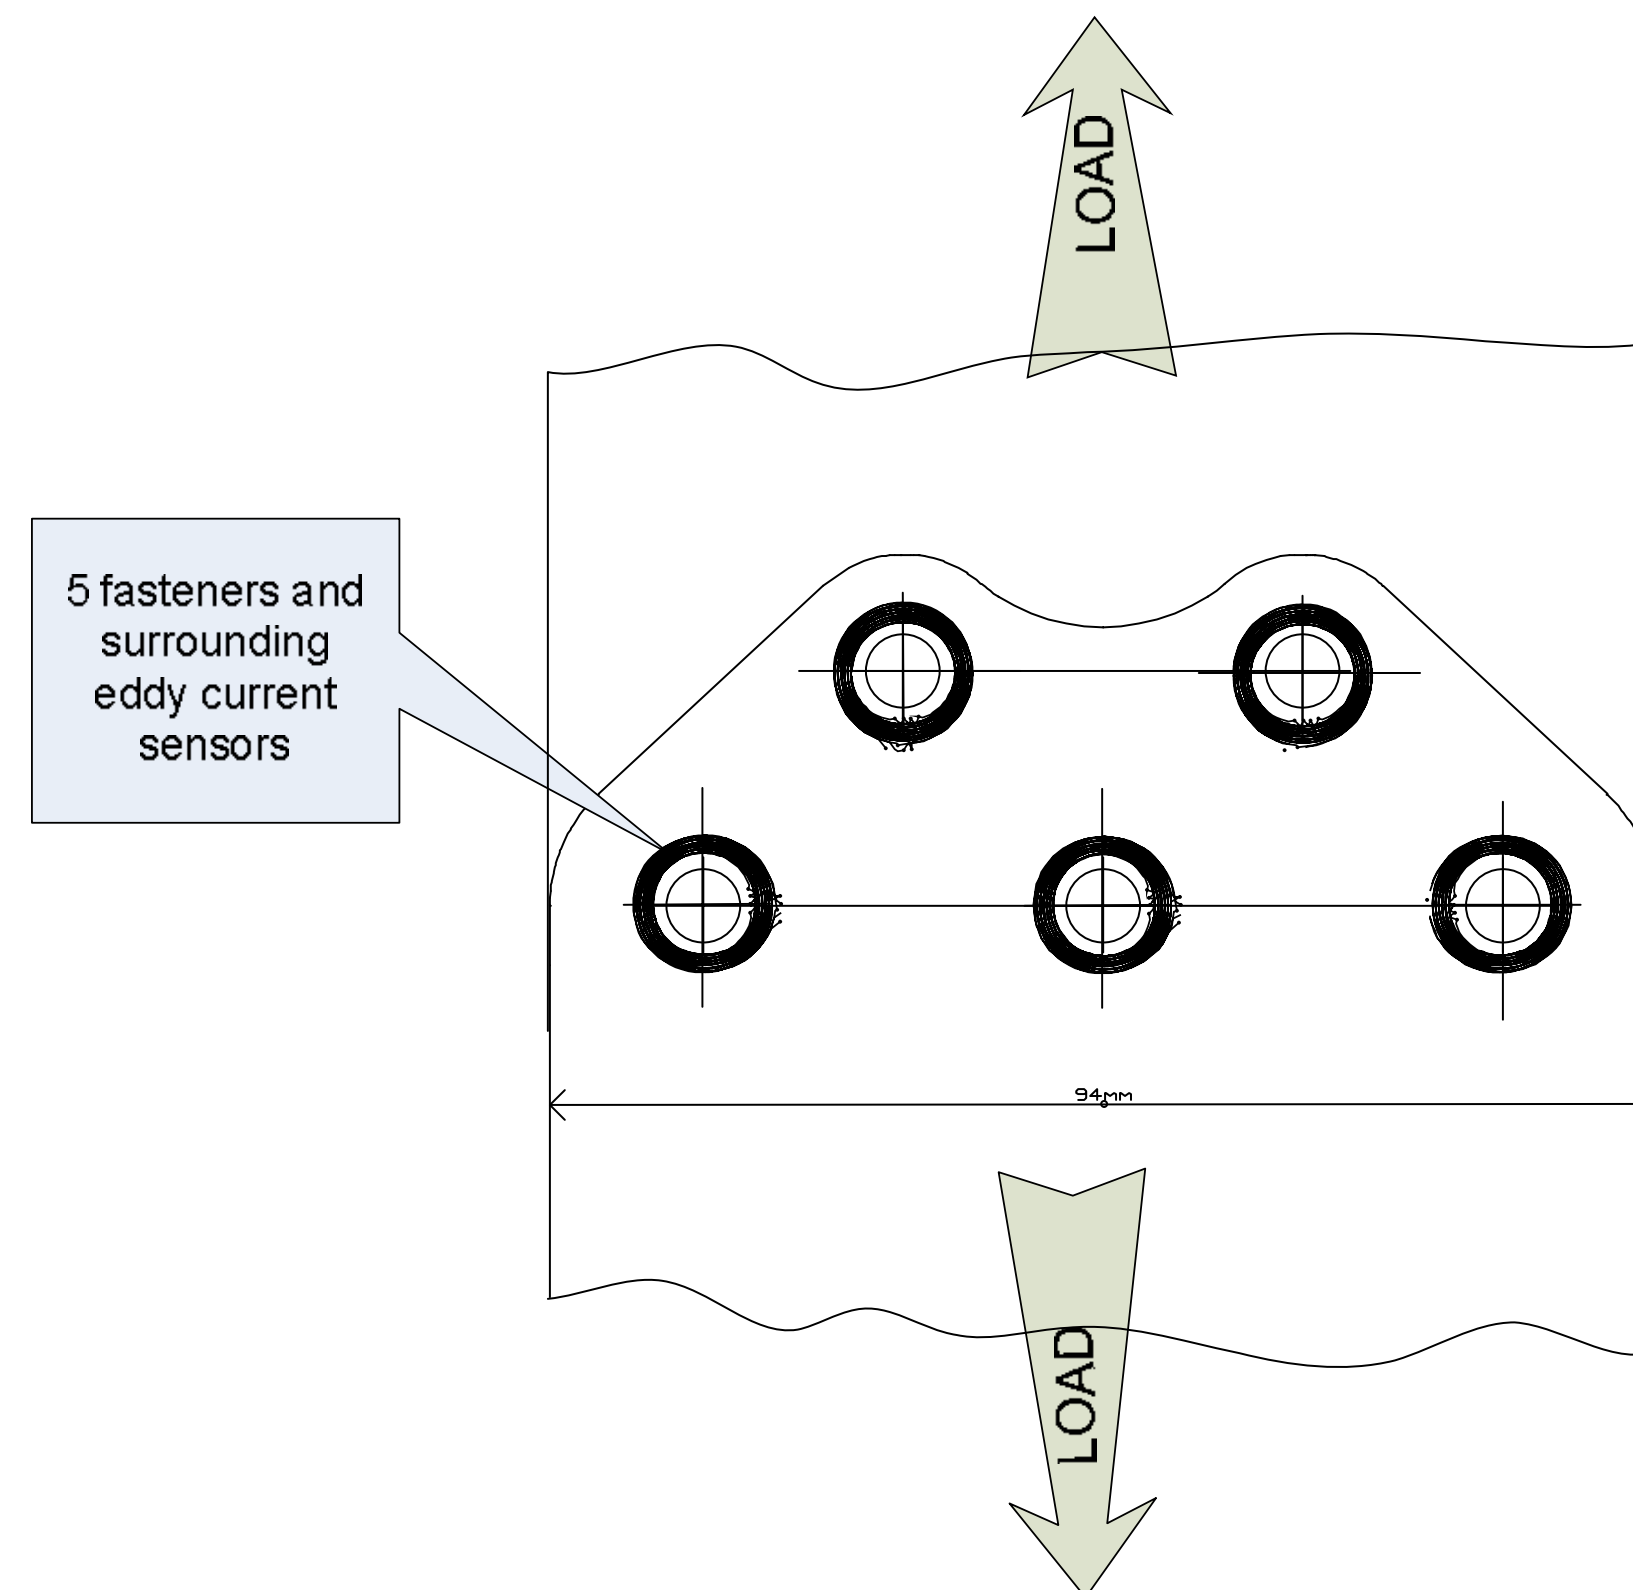 LOAD
5 fasteners and
surrounding
eddy current
sensors
94mm
LOAD